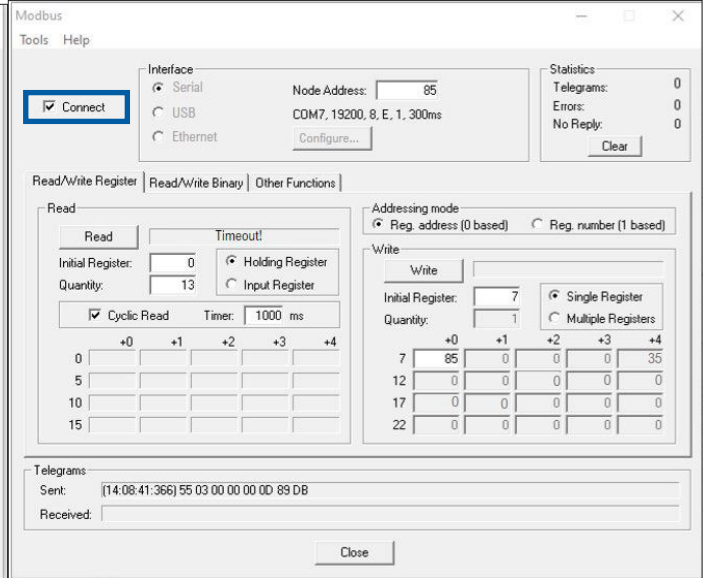 Modbus
Tools Help
Connect
Interface
Serial
USB
Ethernet
Node Address: 85
COM7, 19200, 8, E, 1, 300ms
Configure...
Statistics
Telegrams: 0
Errors: 0
No Reply: 0
Clear
Read/Write Register Read/Write Binary Other Functions
Read
Read Timeout!
Initial Register: 0
Quantity: 13
Holding Register
Input Register
Cyclic Read Timer: 1000 ms
+0 +1 +2 +3 +4
0
5
10
15
Addressing mode
Reg. address (0 based) Reg. number (1 based)
Write
Write
Initial Register: 7
Quantity: 1
Single Register
Multiple Registers
+0 +1 +2 +3 +4
7 85 0 0 0 35
12 0 0 0 0 0
17 0 0 0 0 0
22 0 0 0 0 0
Telegrams
Sent: (14:08:41:366) 55 03 00 00 00 0D 89 DB
Received:
Close